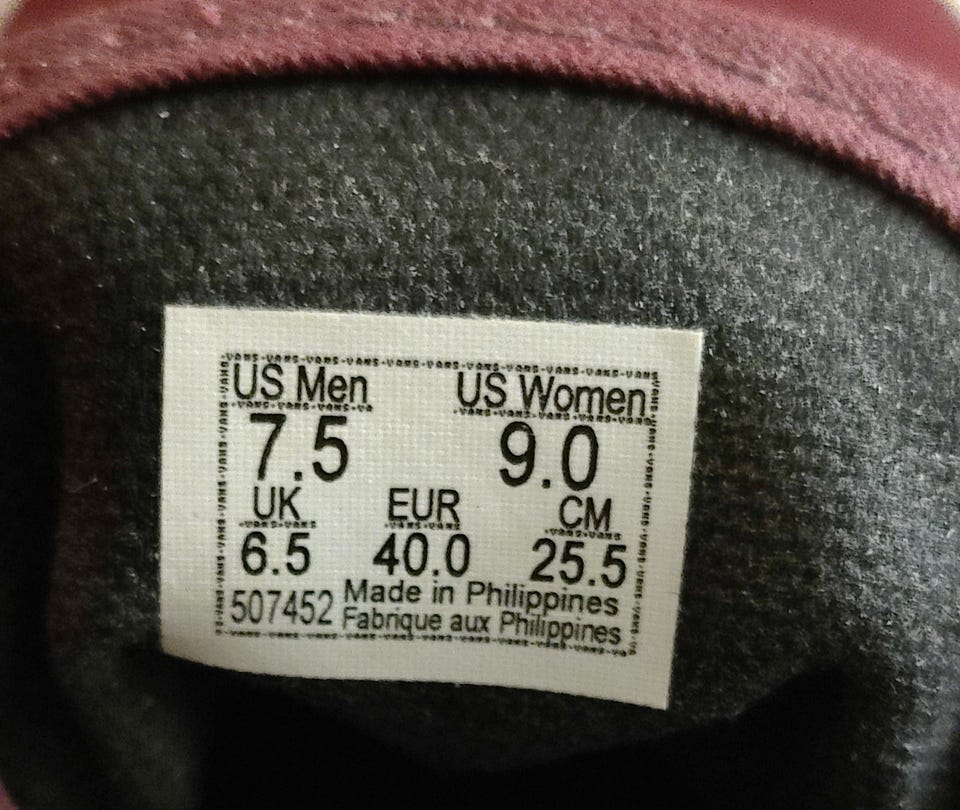 US Men US Women
7.5 9.0
UK EUR CM
6.5 40.0 25.5
507452 Made in Philippines
Fabrique aux Philippines